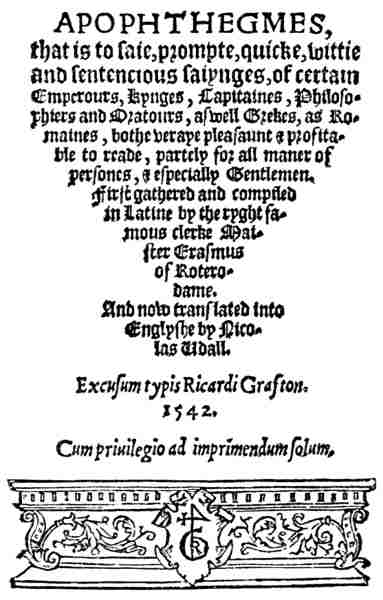 APOPHTHEGMES,
that is to saie, prompte, quicke, wittie
and sentencious saiynges, of certain
Emperours, Kynges, Capitaines, Philoso-
phiers and Oratours, aswell Grekes, as Ro-
maines, bothe veraye pleasaunt & profita-
ble to reade, partely for all maner of
persones, & especially Gentlemen.
First gathered and compiled
in Latine by the ryght fa-
mous clerke Mai-
ster Erasmus
of Rotero-
dame.
And now translated into
Englyshe by Nico-
las Udall.
Excusum typis Ricardi Grafton.
1542.
Cum priuilegio ad imprimendum solum.